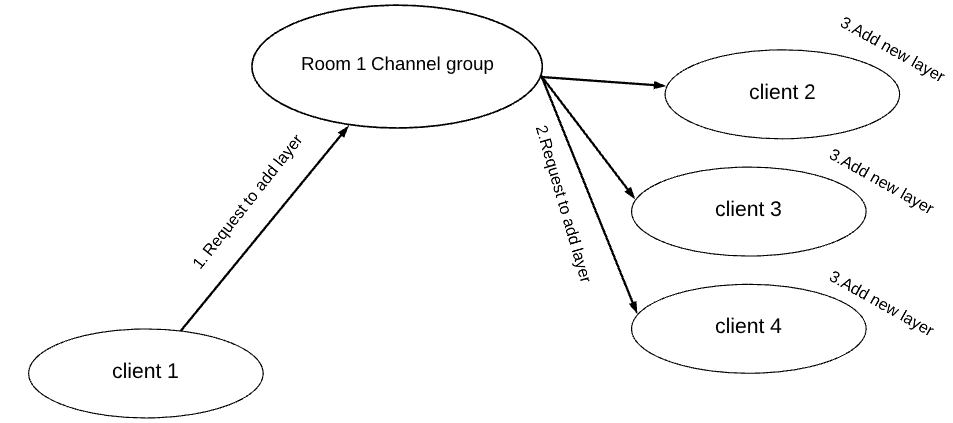 Room 1 Channel group
3.Add new layer
client 2
1. Request to add layer
2.Request to add layer
3.Add new layer
client 3
3.Add new layer
client 4
client 1